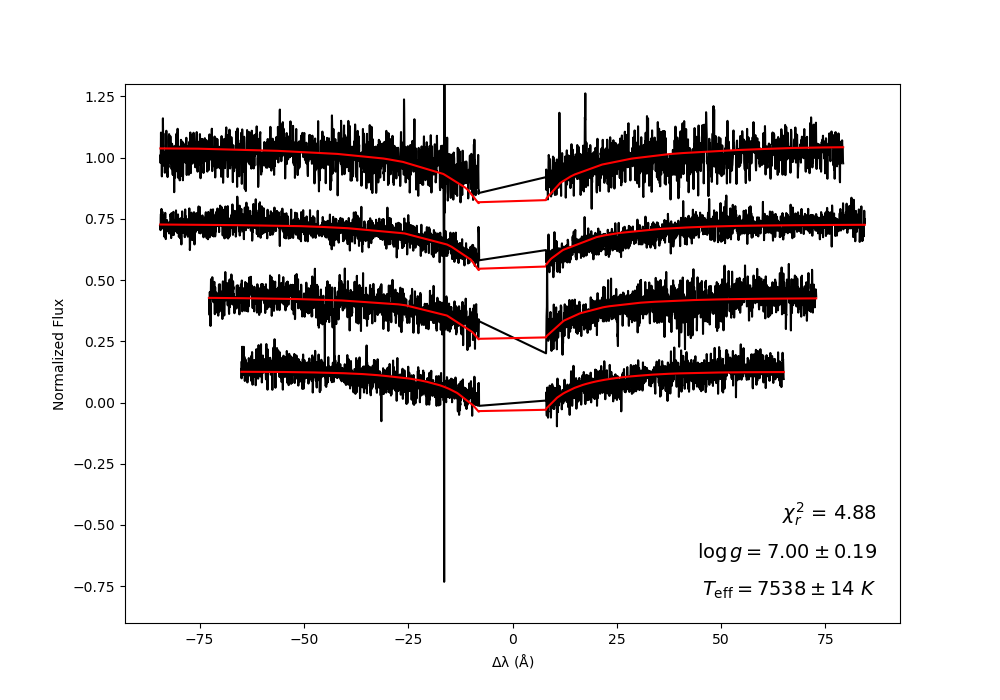 1.25
1.00
0.75
0.50
0.25
0.00
−0.25
−0.50
−0.75
Normalized Flux
χ²ᵣ = 4.88
log g = 7.00 ± 0.19
T_eff = 7538 ± 14 K
−75 −50 −25 0 25 50 75
Δλ (Å)